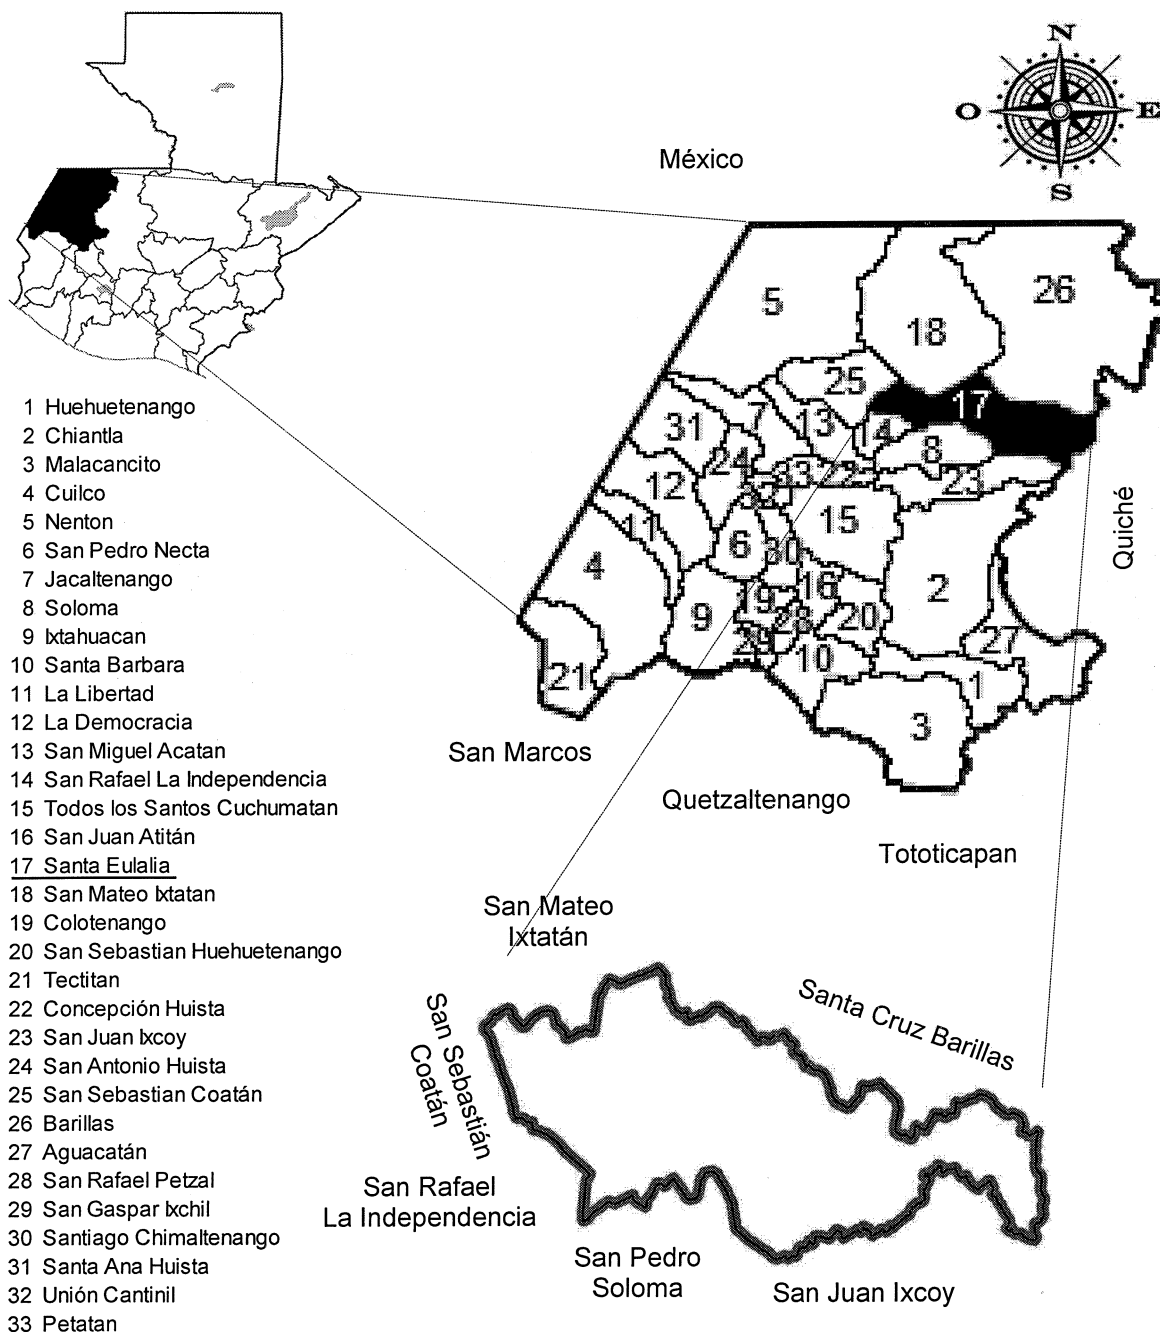 N
O
E
S
México
5
18
26
25
17
31
7
13
14
8
24
33
22
23
12
32
11
15
6
30
4
2
16
19
9
28
20
27
29
10
21
1
3
Quiché
San Marcos
Quetzaltenango
Tototicapan
1 Huehuetenango
2 Chiantla
3 Malacancito
4 Cuilco
5 Nenton
6 San Pedro Necta
7 Jacaltenango
8 Soloma
9 Ixtahuacan
10 Santa Barbara
11 La Libertad
12 La Democracia
13 San Miguel Acatan
14 San Rafael La Independencia
15 Todos los Santos Cuchumatan
16 San Juan Atitán
17 Santa Eulalia
18 San Mateo Ixtatan
19 Colotenango
20 San Sebastian Huehuetenango
21 Tectitan
22 Concepción Huista
23 San Juan Ixcoy
24 San Antonio Huista
25 San Sebastian Coatán
26 Barillas
27 Aguacatán
28 San Rafael Petzal
29 San Gaspar Ixchil
30 Santiago Chimaltenango
31 Santa Ana Huista
32 Unión Cantinil
33 Petatan
San Mateo
Ixtatán
Santa Cruz Barillas
San Sebastián
Coatán
San Rafael
La Independencia
San Pedro
Soloma
San Juan Ixcoy